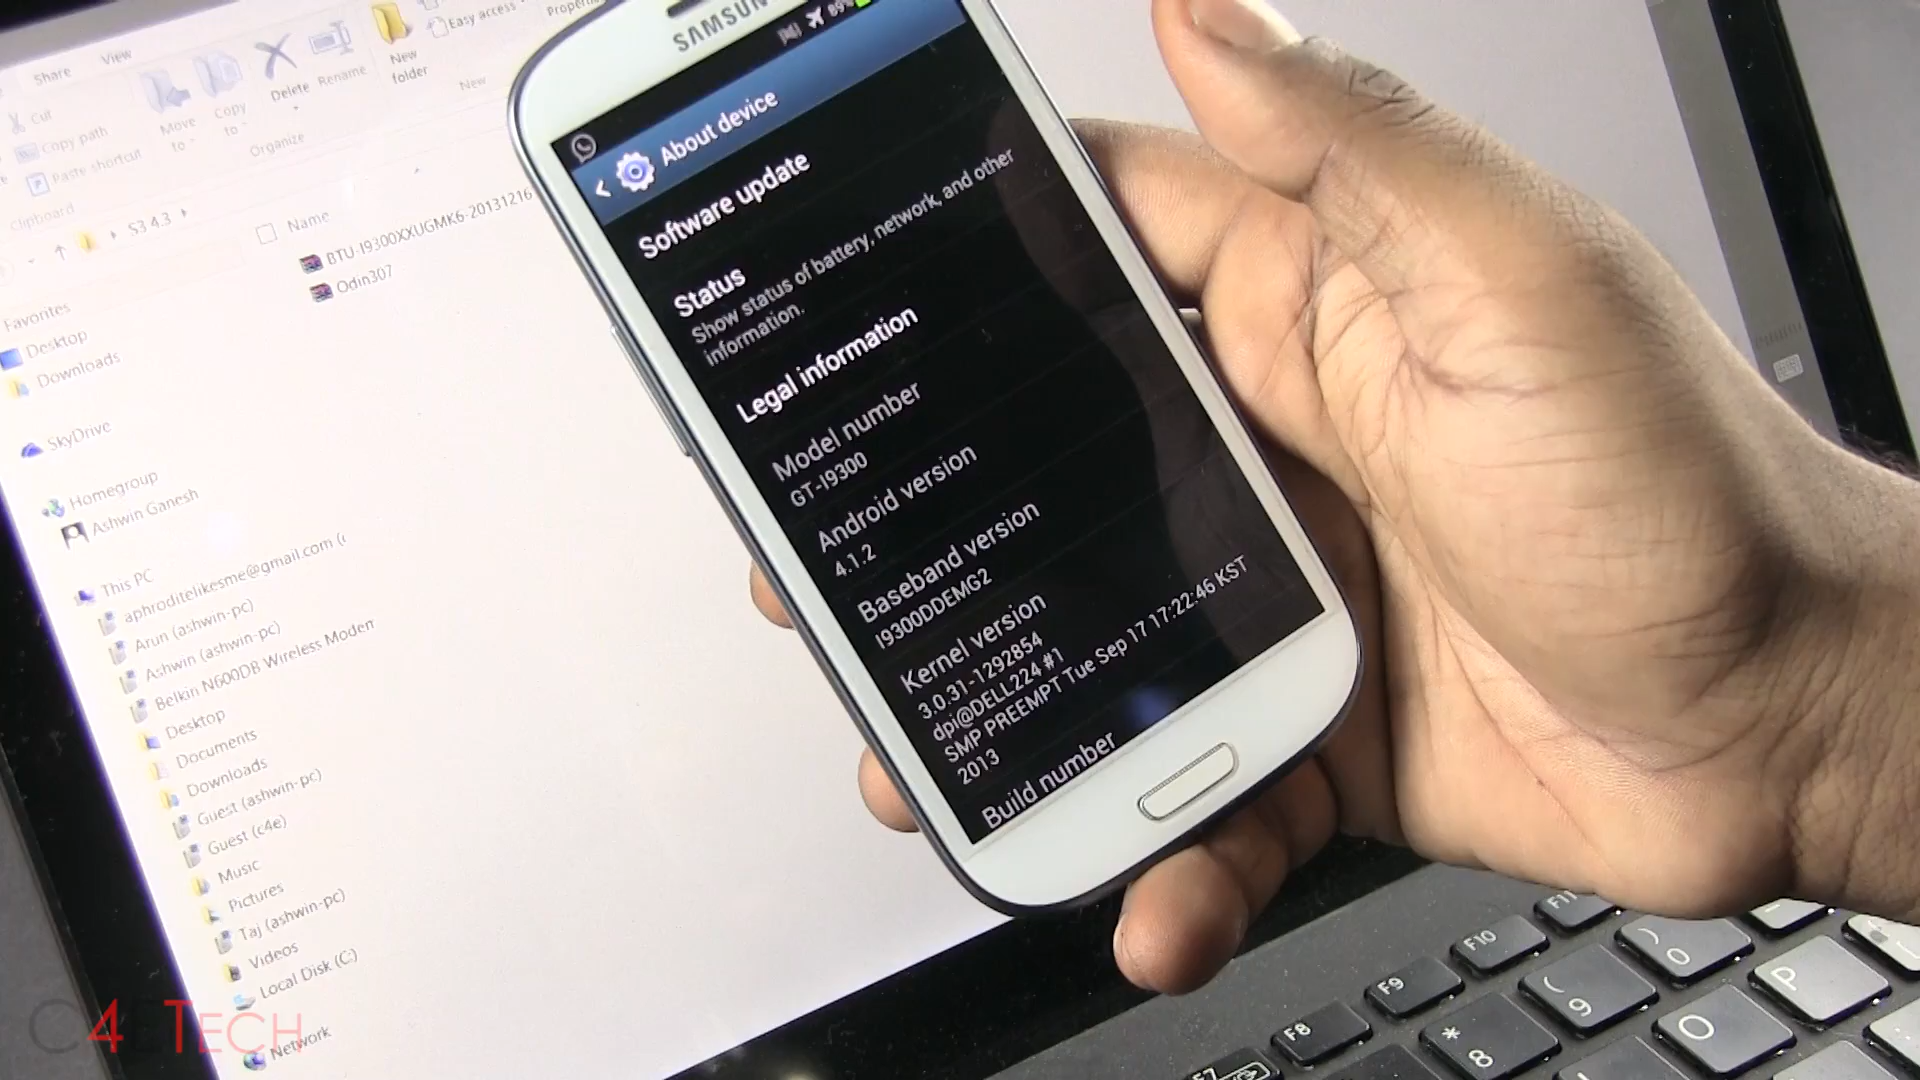 Share
View
Cut
Copy path
Paste shortcut
Clipboard
Move
to
Copy
to
Delete
Rename
Organize
New
folder
New
Easy access
Properties
S3 4.3
Name
BTU-I9300XXUGMK6-20131216
Odin307
Favorites
Desktop
Downloads
SkyDrive
Homegroup
Ashwin Ganesh
This PC
aphroditelikesme@gmail.com (
Arun (ashwin-pc)
Ashwin (ashwin-pc)
Belkin N600DB Wireless Modem
Desktop
Documents
Downloads
Guest (ashwin-pc)
Guest (c4e)
Music
Pictures
Taj (ashwin-pc)
Videos
Local Disk (C:)
Network
SAMSUNG
89%
About device
Software update
Status
Show status of battery, network, and other
information.
Legal information
Model number
GT-I9300
Android version
4.1.2
Baseband version
I9300DDEMG2
Kernel version
3.0.31-1292854
dpi@DELL224 #1
SMP PREEMPT Tue Sep 17 17:22:46 KST
2013
Build number
F7
F8
F9
F10
F11
* 8
( 9
) 0
O
P
C4ETECH